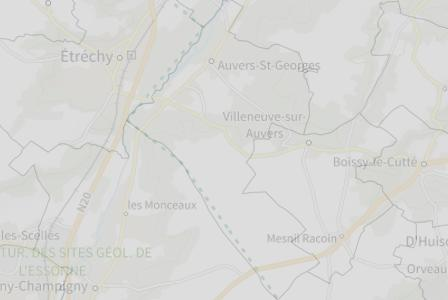 Étréchy
Auvers-St-Georges
Villeneuve-sur-
Auvers
Boissy-le-Cutté
les Monceaux
N20
Mesnil Racoin
D'Huiso
les-Scellés
TUR. DES SITES GÉOL. DE
L'ESSONNE
Orveau
ny-Champigny